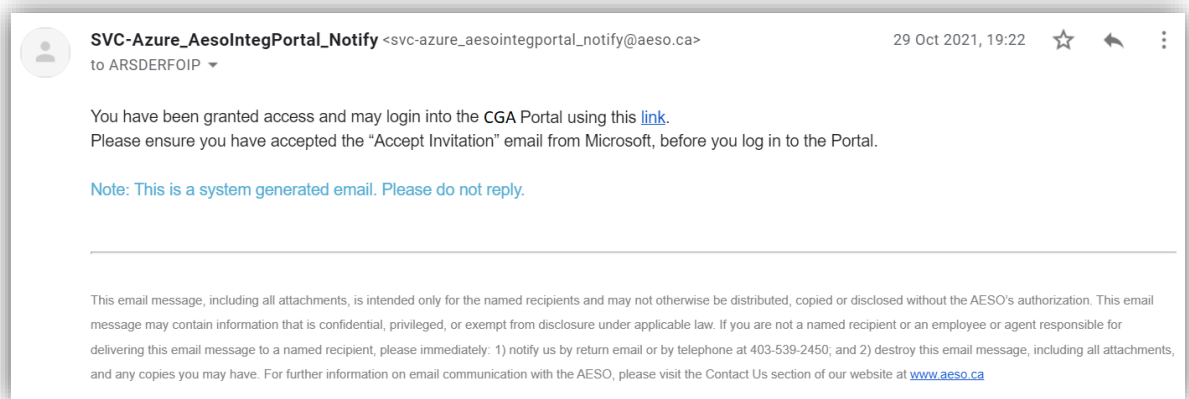 SVC-Azure_AesoIntegPortal_Notify <svc-azure_aesointegportal_notify@aeso.ca> 29 Oct 2021, 19:22
to ARSDERFOIP
You have been granted access and may login into the CGA Portal using this link.
Please ensure you have accepted the “Accept Invitation” email from Microsoft, before you log in to the Portal.
Note: This is a system generated email. Please do not reply.
This email message, including all attachments, is intended only for the named recipients and may not otherwise be distributed, copied or disclosed without the AESO’s authorization. This email
message may contain information that is confidential, privileged, or exempt from disclosure under applicable law. If you are not a named recipient or an employee or agent responsible for
delivering this email message to a named recipient, please immediately: 1) notify us by return email or by telephone at 403-539-2450; and 2) destroy this email message, including all attachments,
and any copies you may have. For further information on email communication with the AESO, please visit the Contact Us section of our website at www.aeso.ca